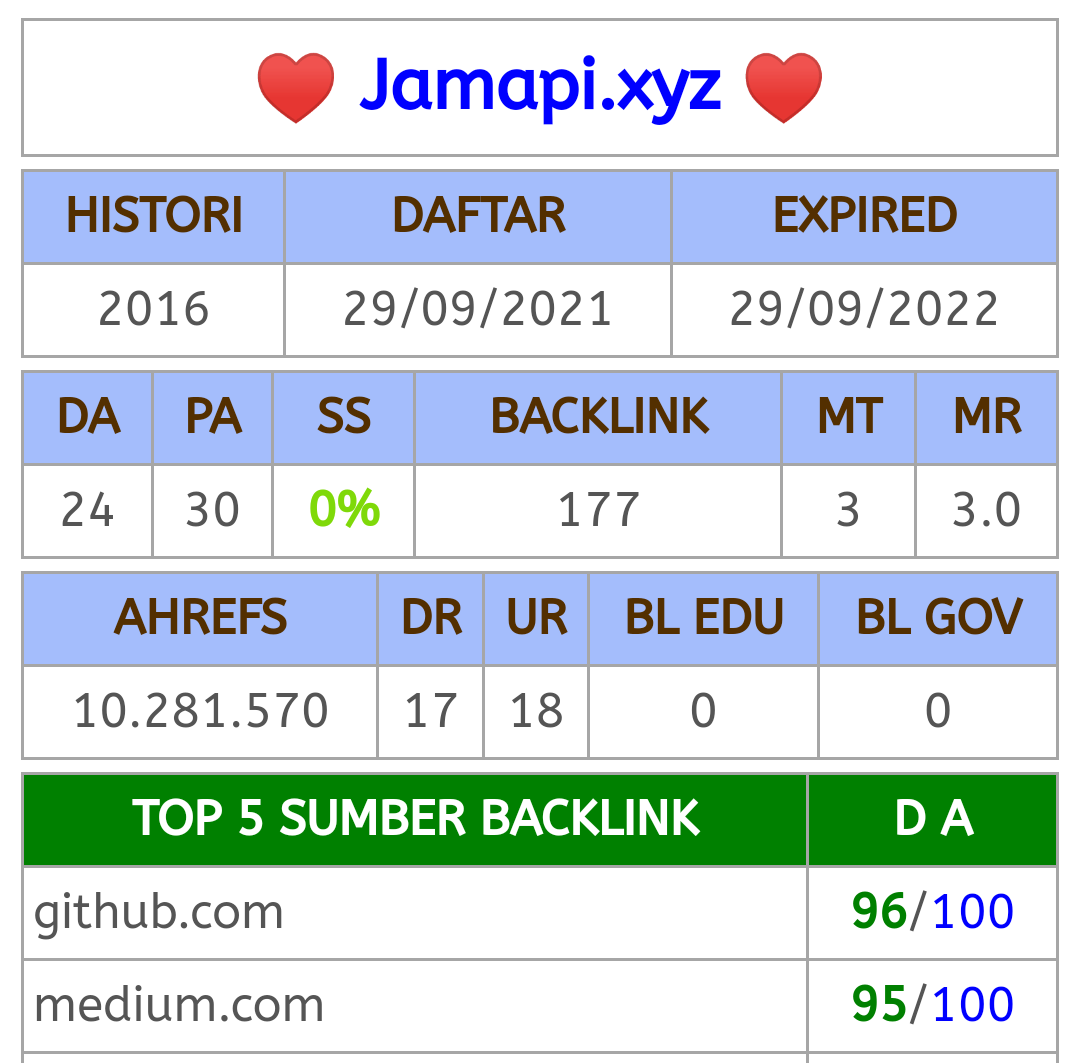 Jamapi.xyz
HISTORI DAFTAR EXPIRED
2016 29/09/2021 29/09/2022
DA PA SS BACKLINK MT MR
24 30 0% 177 3 3.0
AHREFS DR UR BL EDU BL GOV
10.281.570 17 18 0 0
TOP 5 SUMBER BACKLINK D A
github.com 96/100
medium.com 95/100